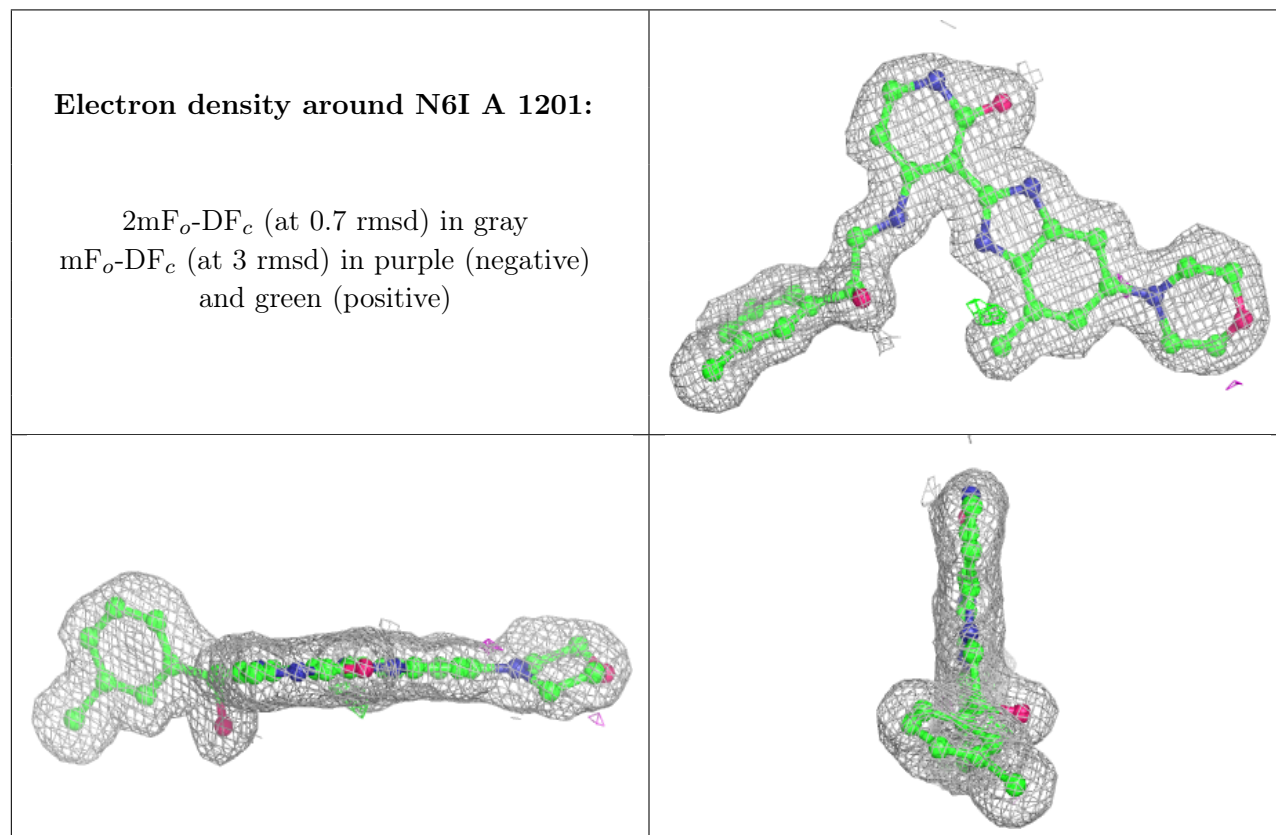 Electron density around N6I A 1201:
2mFₒ-DF𝒸 (at 0.7 rmsd) in gray
mFₒ-DF𝒸 (at 3 rmsd) in purple (negative)
and green (positive)